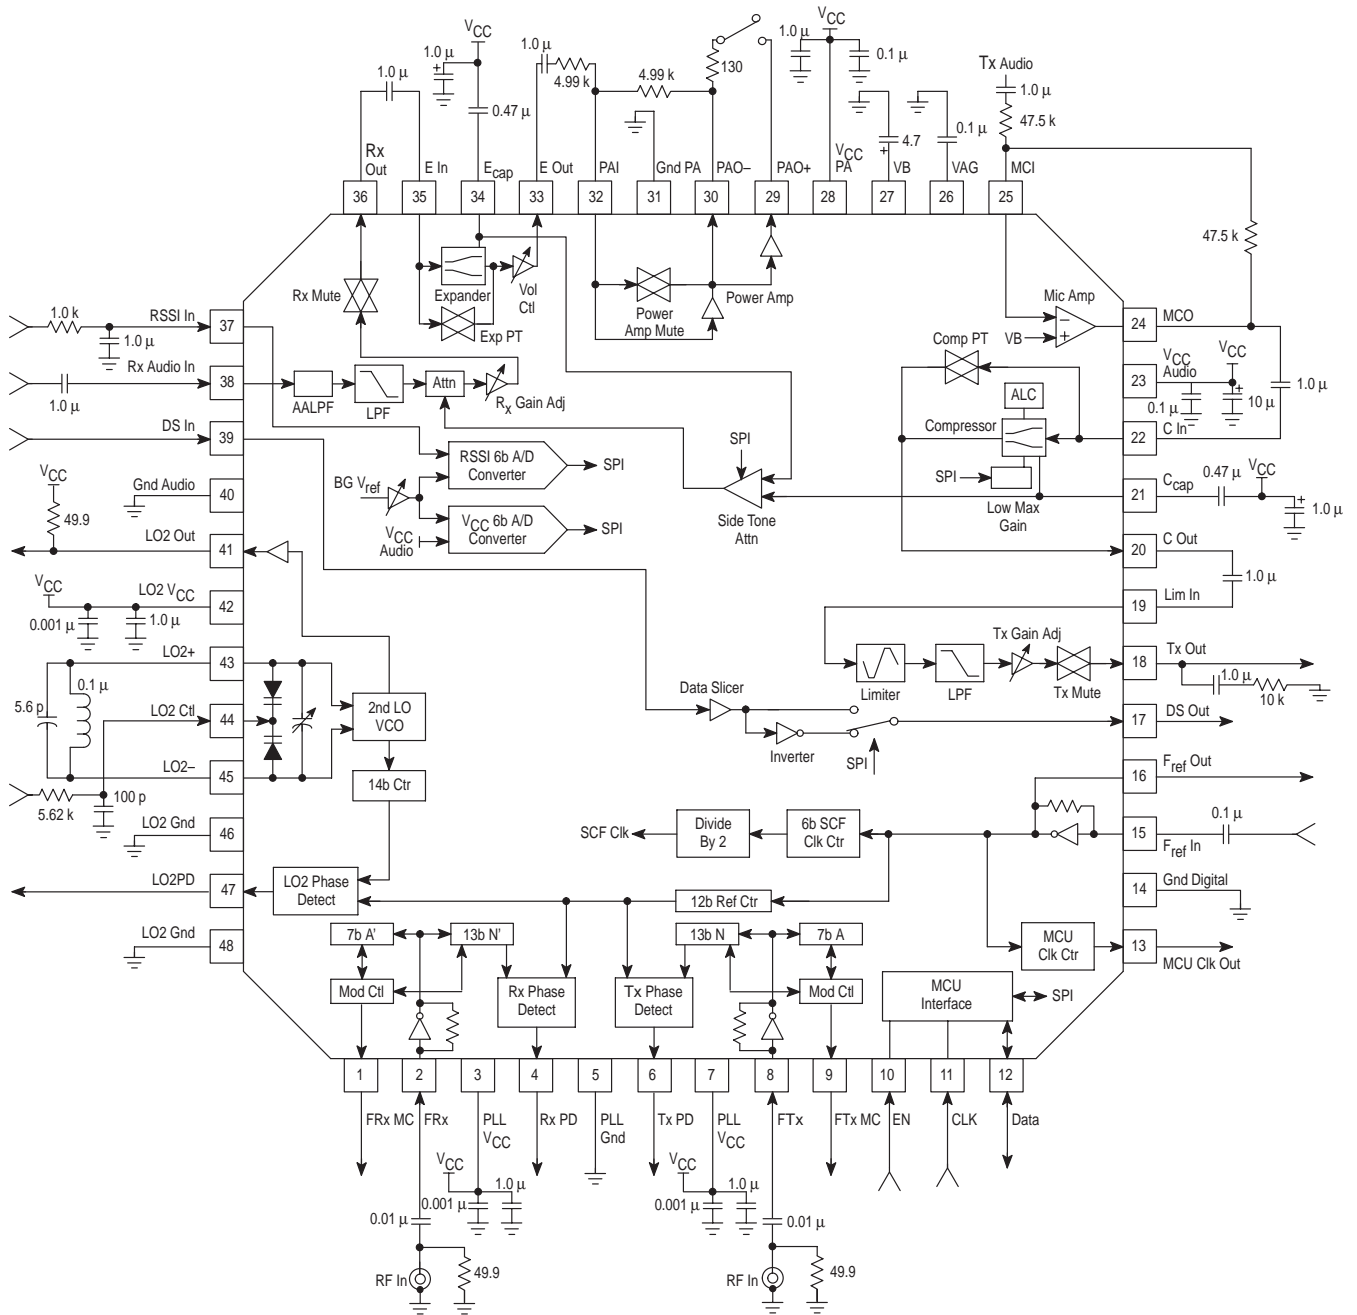 VCC
1.0 µ
1.0 µ
0.47 µ
1.0 µ
4.99 k
4.99 k
130
1.0 µ
VCC
0.1 µ
4.7
0.1 µ
Tx Audio
1.0 µ
47.5 k
47.5 k
Rx Out
E In
Ecap
E Out
PAI
Gnd PA
PAO–
PAO+
VCC PA
VB
VAG
MCI
36
35
34
33
32
31
30
29
28
27
26
25
Rx Mute
Expander
Vol Ctl
Exp PT
Power Amp Mute
Power Amp
Mic Amp
VB
1.0 k
1.0 µ
RSSI In
37
Rx Audio In
1.0 µ
38
AALPF
LPF
Attn
Rx Gain Adj
DS In
39
Gnd Audio
40
VCC
49.9
LO2 Out
41
BG Vref
VCC Audio
RSSI 6b A/D Converter
SPI
VCC 6b A/D Converter
SPI
SPI
Side Tone Attn
Comp PT
ALC
Compressor
SPI
Low Max Gain
24
MCO
23
VCC Audio
VCC
0.1 µ
10 µ
1.0 µ
22
C In
21
Ccap
0.47 µ
VCC
1.0 µ
20
C Out
1.0 µ
19
Lim In
VCC
LO2 VCC
42
0.001 µ
1.0 µ
LO2+
43
5.6 p
0.1 µ
LO2 Ctl
44
LO2–
45
5.62 k
100 p
LO2 Gnd
46
LO2PD
47
LO2 Gnd
48
2nd LO VCO
14b Ctr
LO2 Phase Detect
Limiter
LPF
Tx Gain Adj
Tx Mute
18
Tx Out
1.0 µ
10 k
Data Slicer
Inverter
SPI
17
DS Out
16
Fref Out
15
Fref In
0.1 µ
14
Gnd Digital
13
MCU Clk Out
SCF Clk
Divide By 2
6b SCF Clk Ctr
12b Ref Ctr
MCU Clk Ctr
7b A'
13b N'
Mod Ctl
Rx Phase Detect
Tx Phase Detect
13b N
7b A
Mod Ctl
MCU Interface
SPI
1
2
3
4
5
6
7
8
9
10
11
12
FRx MC
FRx
PLL VCC
Rx PD
PLL Gnd
Tx PD
PLL VCC
FTx
FTx MC
EN
CLK
Data
VCC
0.001 µ
1.0 µ
0.01 µ
RF In
49.9
VCC
0.001 µ
1.0 µ
0.01 µ
RF In
49.9